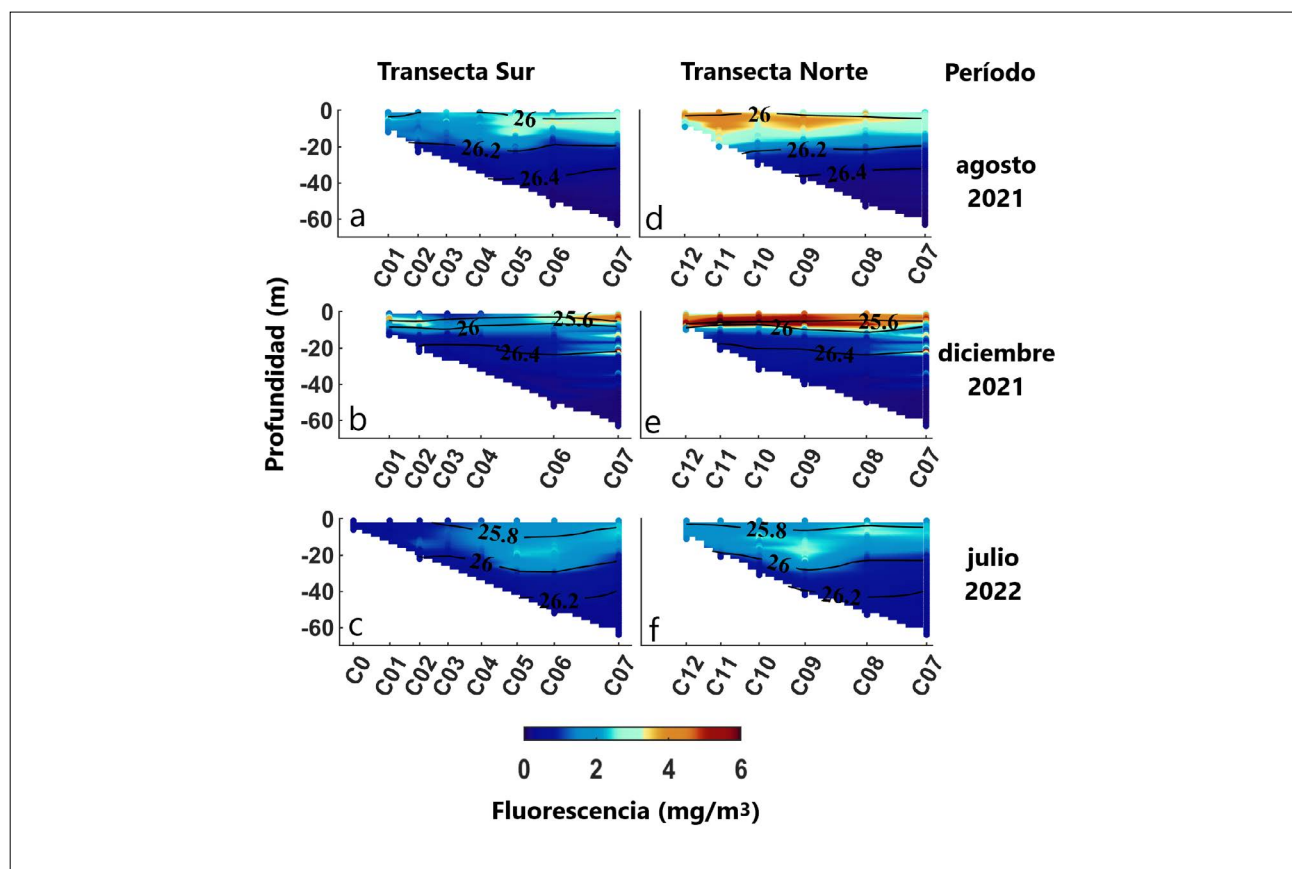 Transecta Sur Transecta Norte Período
0
-20
-40
-60
26
26.2
26.4
a
C01 C02 C03 C04 C05 C06 C07
26
26.2
26.4
d
C12 C11 C10 C09 C08 C07
agosto
2021
Profundidad (m)
0
-20
-40
-60
25.6
26
26.4
b
C01 C02 C03 C04 C06 C07
25.6
26
26.4
e
C12 C11 C10 C09 C08 C07
diciembre
2021
0
-20
-40
-60
25.8
26
26.2
c
C0 C01 C02 C03 C04 C05 C06 C07
25.8
26
26.2
f
C12 C11 C10 C09 C08 C07
julio
2022
0 2 4 6
Fluorescencia (mg/m3)